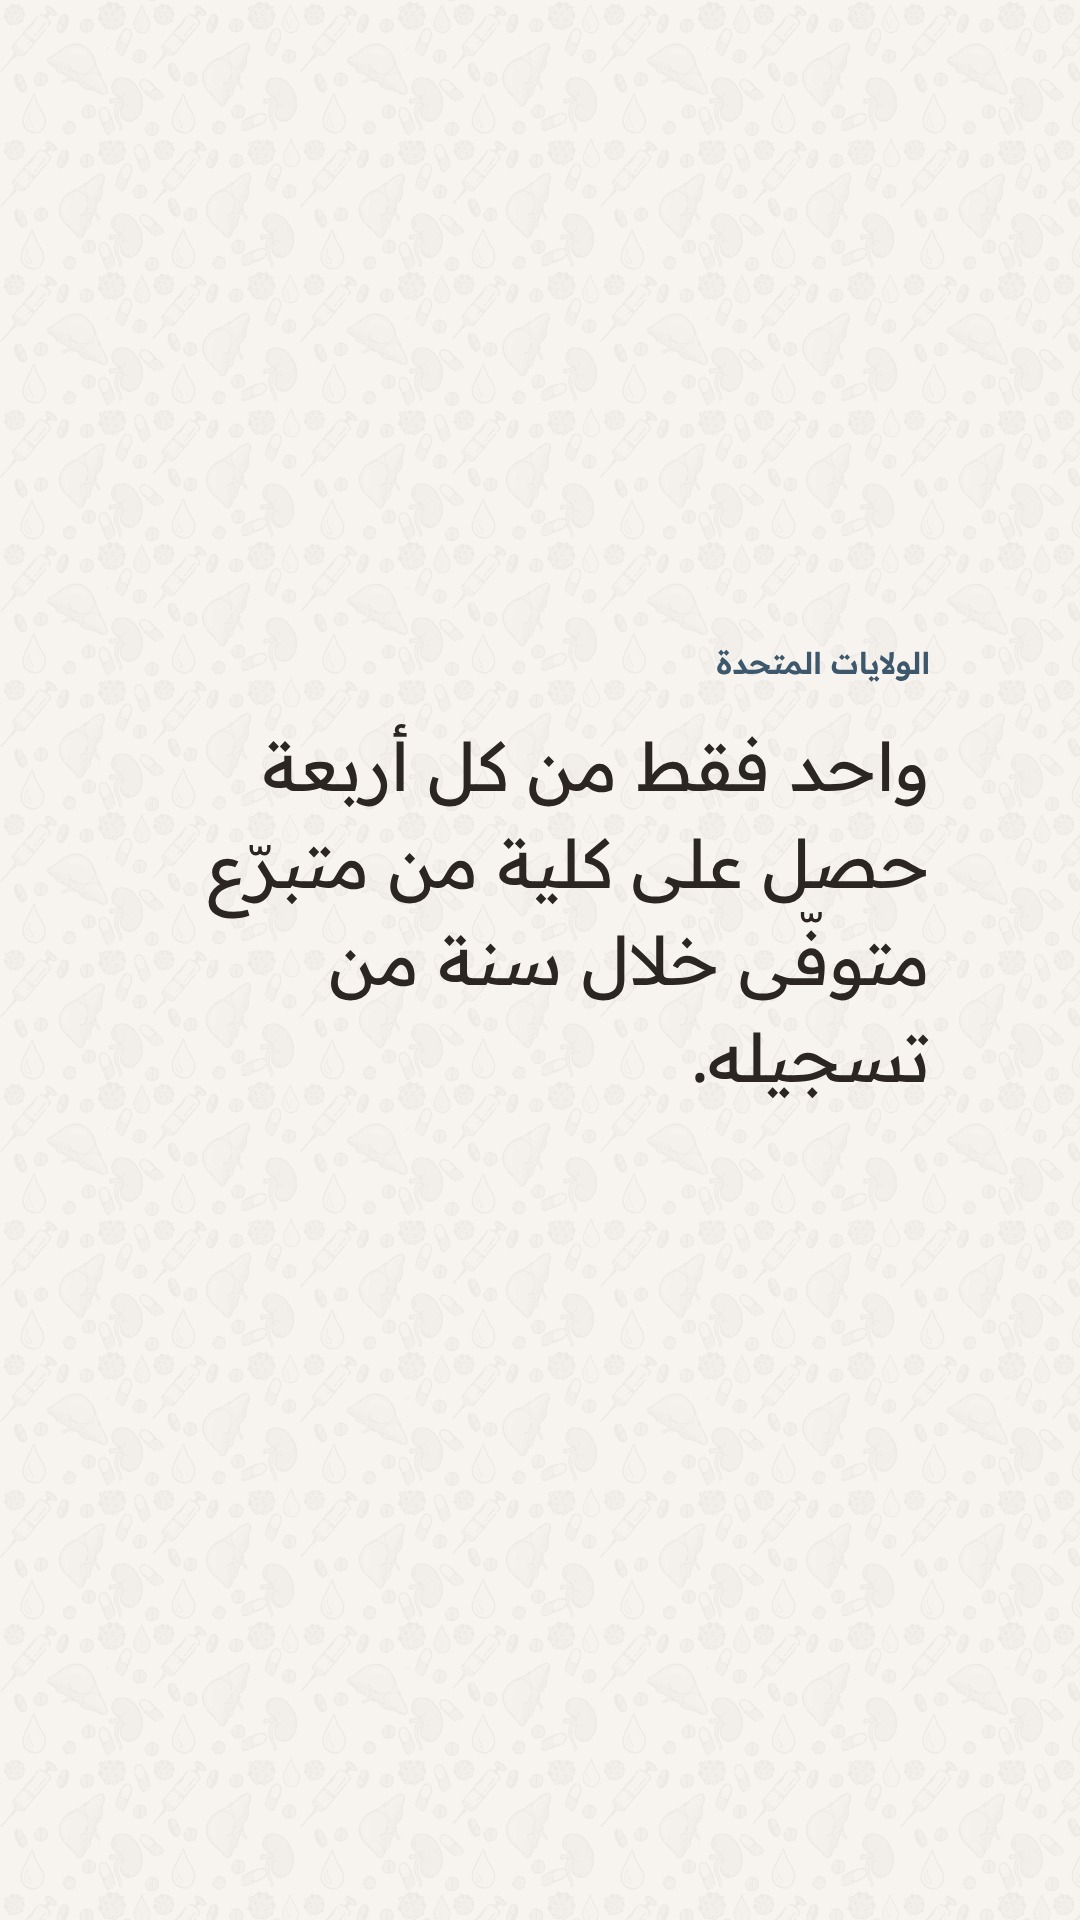 الولايات المتحدة
واحد فقط من كل أربعة
حصل على كلية من متبرّع
متوفّى خلال سنة من
تسجيله.